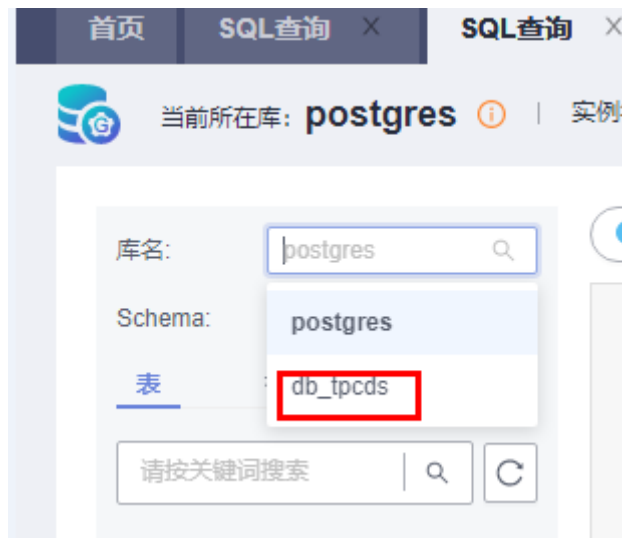 首页 SQL查询 SQL查询
当前所在库: postgres 实例
库名: postgres
Schema: postgres
表 db_tpcds
请按关键词搜索